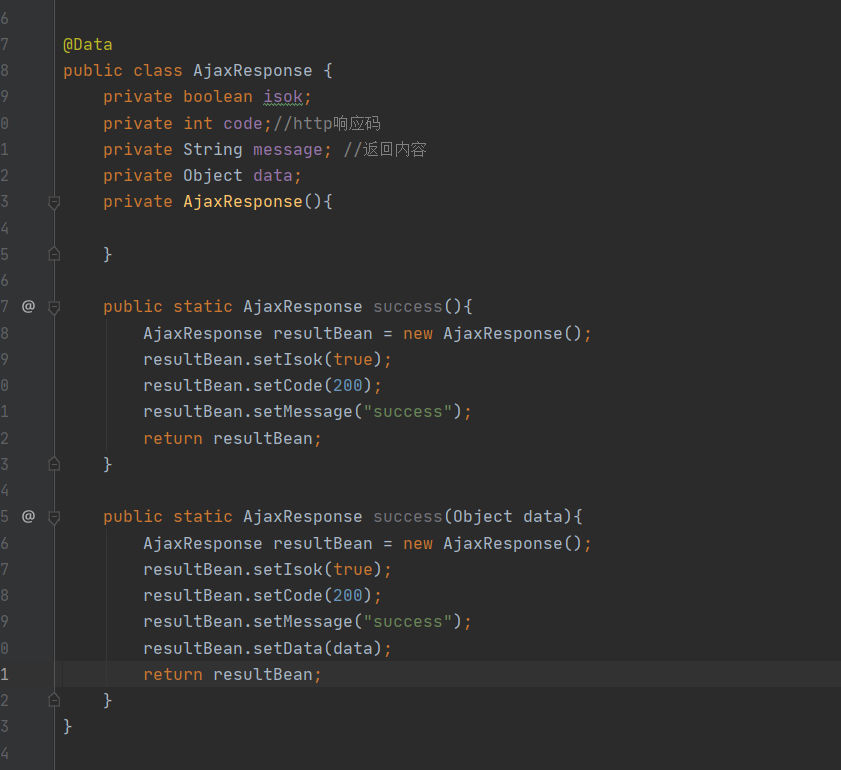 6
7 @Data
8 public class AjaxResponse {
9 private boolean isok;
0 private int code;//http响应码
1 private String message; //返回内容
2 private Object data;
3 private AjaxResponse(){
4
5 }
6
7 @ public static AjaxResponse success(){
8 AjaxResponse resultBean = new AjaxResponse();
9 resultBean.setIsok(true);
0 resultBean.setCode(200);
1 resultBean.setMessage("success");
2 return resultBean;
3 }
4
5 @ public static AjaxResponse success(Object data){
6 AjaxResponse resultBean = new AjaxResponse();
7 resultBean.setIsok(true);
8 resultBean.setCode(200);
9 resultBean.setMessage("success");
0 resultBean.setData(data);
1 return resultBean;
2 }
3 }
4